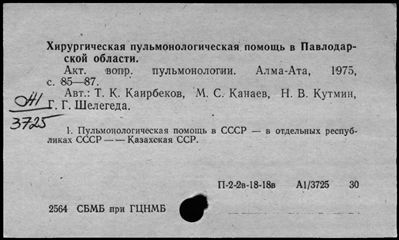 Хирургическая пульмонологическая помощь в Павлодар-
ской области.
Акт. вопр. пульмонологии. Алма-Ата, 1975,
с. 85—87.
Авт.: Т. К. Каирбеков, М. С. Канаев, Н. В. Кутмин,
Г. Г. Шелегеда.
3725
1. Пульмонологическая помощь в СССР — в отдельных респуб-
ликах СССР — — Казахская ССР.
П-2-2в-18-18в А1/3725 30
2564 СБМБ при ГЦНМБ